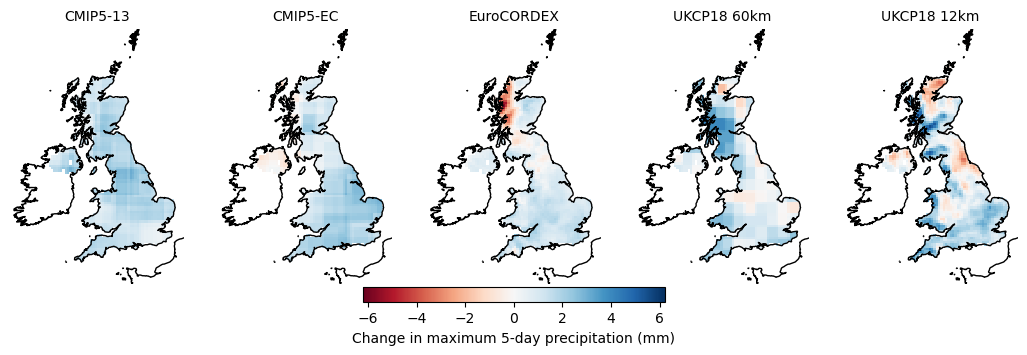 CMIP5-13 CMIP5-EC EuroCORDEX UKCP18 60km UKCP18 12km
−6 −4 −2 0 2 4 6
Change in maximum 5-day precipitation (mm)